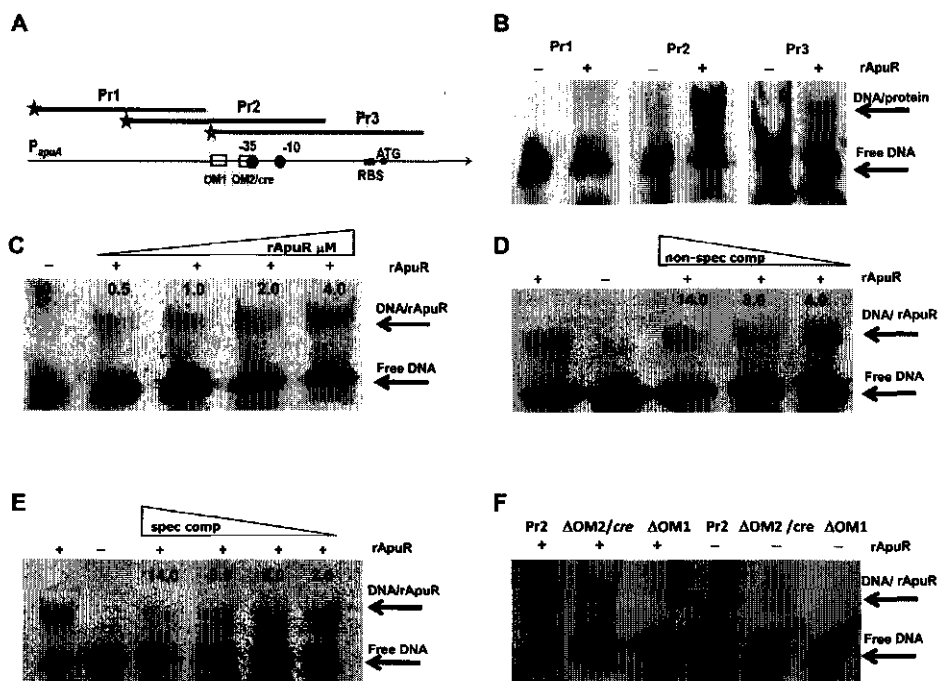 A
Pr1
Pr2
Pr3
P apuA
-35
-10
ATG
OM1
OM2/cre
RBS
B
Pr1 Pr2 Pr3
– + – + – + rApuR
DNA/protein
Free DNA
C
rApuR µM
– + + + + rApuR
0.5 1.0 2.0 4.0
DNA/rApuR
Free DNA
D
non-spec comp
+ – + + + rApuR
14.0
DNA/ rApuR
Free DNA
E
spec comp
+ – + + + + rApuR
14.0
DNA/rApuR
Free DNA
F
Pr2 ΔOM2/cre ΔOM1 Pr2 ΔOM2 /cre ΔOM1
+ + + – – – rApuR
DNA/ rApuR
Free DNA